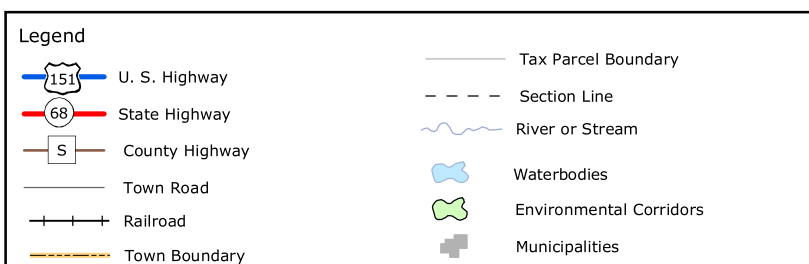 Legend
151 U. S. Highway
68 State Highway
S County Highway
Town Road
Railroad
Town Boundary
Tax Parcel Boundary
Section Line
River or Stream
Waterbodies
Environmental Corridors
Municipalities